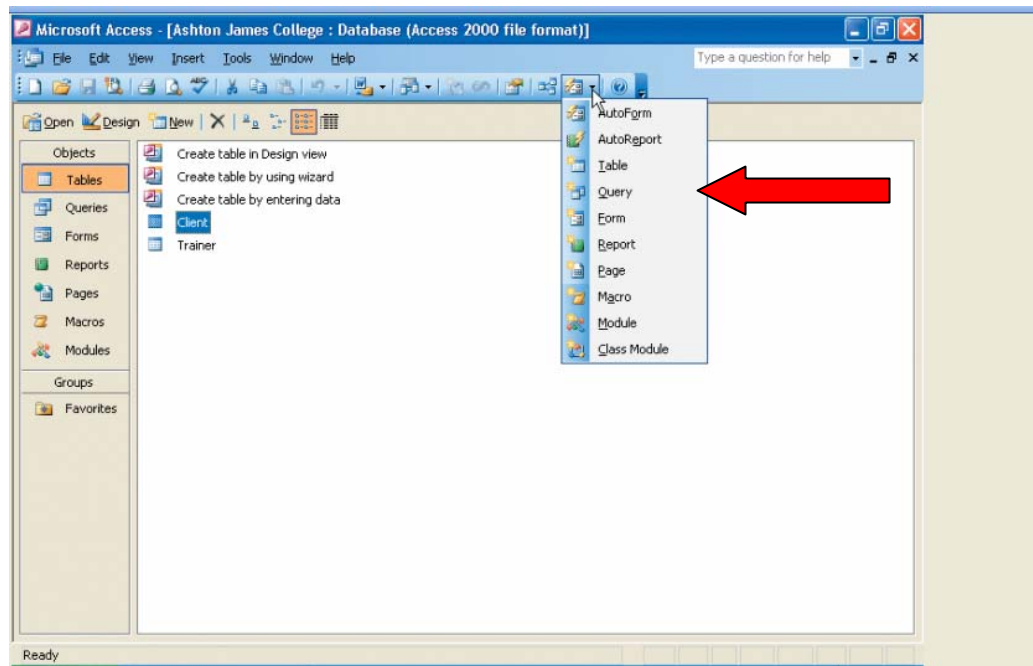 Microsoft Access - [Ashton James College : Database (Access 2000 file format)]
File Edit View Insert Tools Window Help Type a question for help
Open Design New
Objects
Tables
Queries
Forms
Reports
Pages
Macros
Modules
Groups
Favorites
Create table in Design view
Create table by using wizard
Create table by entering data
Client
Trainer
AutoForm
AutoReport
Table
Query
Form
Report
Page
Macro
Module
Class Module
Ready